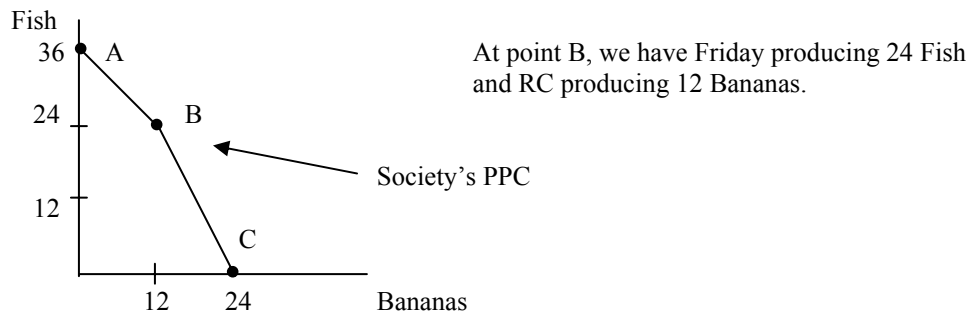 Fish
36 A
At point B, we have Friday producing 24 Fish
and RC producing 12 Bananas.
24 B
Society’s PPC
12
C
12 24 Bananas